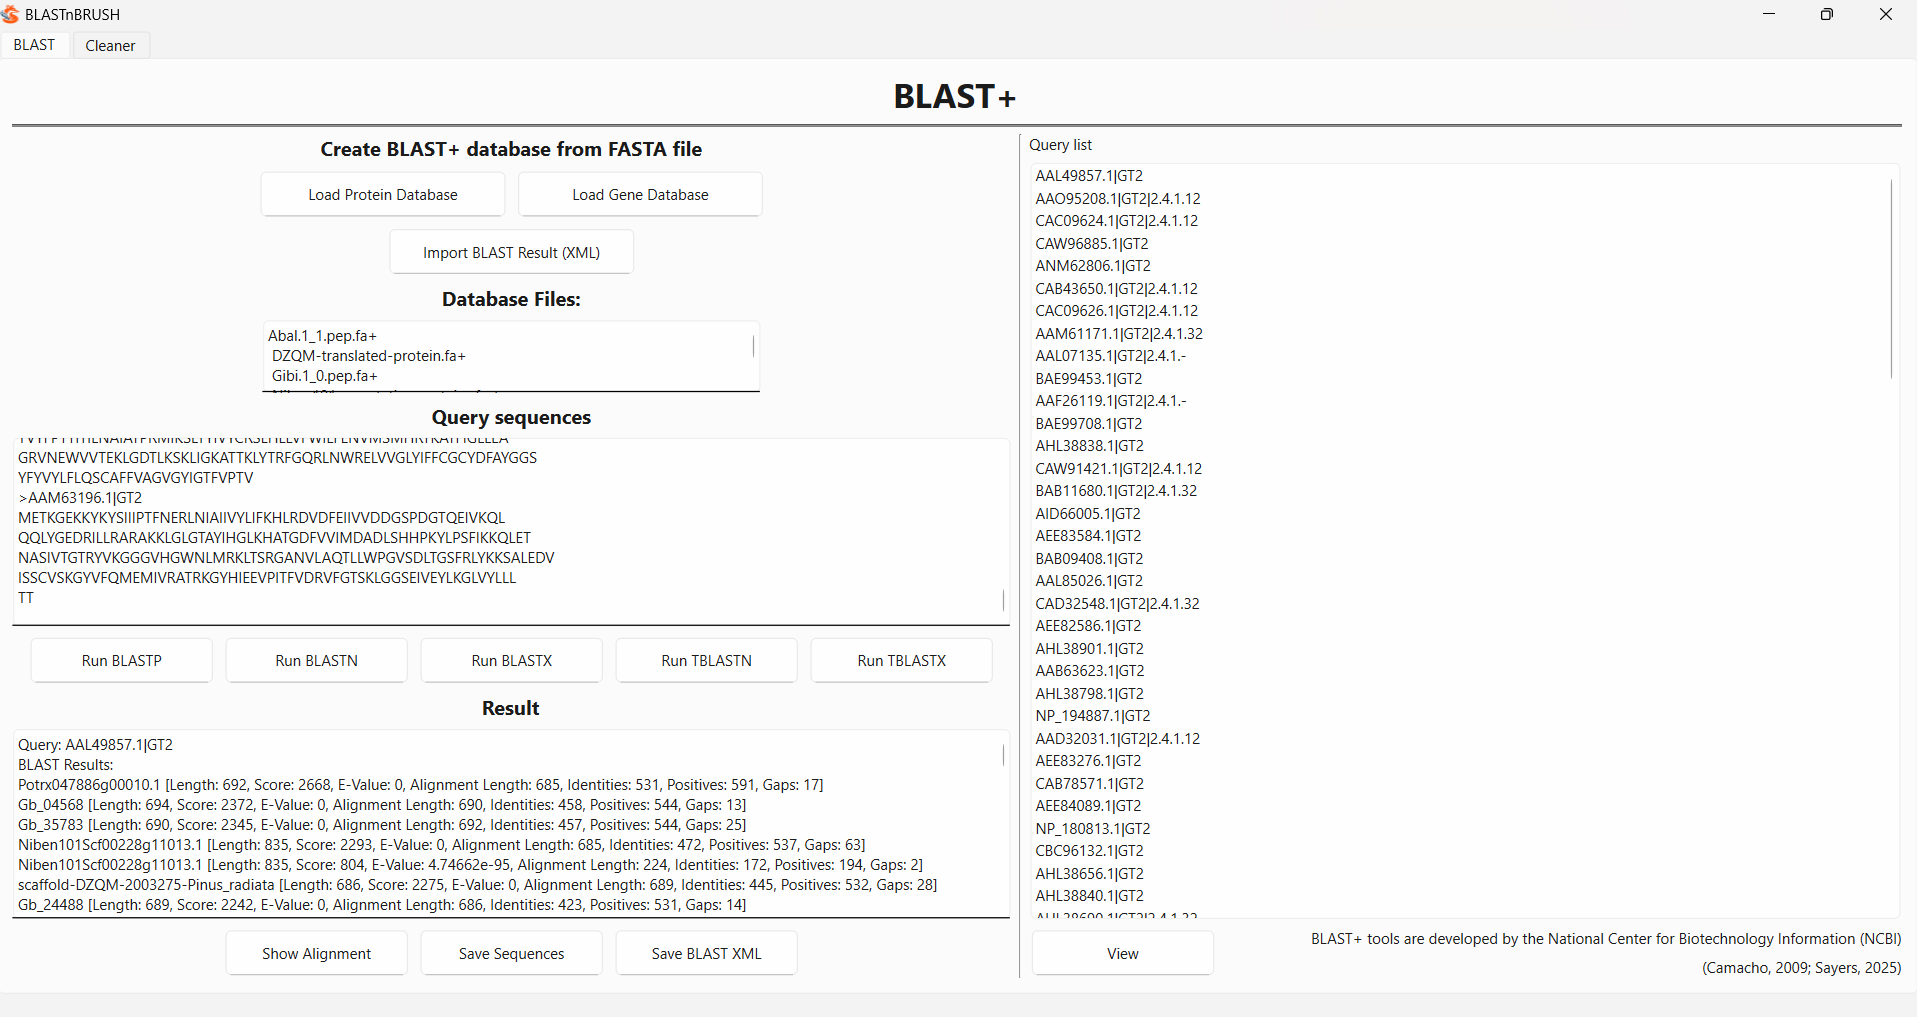 BLASTnBRUSH
BLAST
Cleaner
BLAST+
Create BLAST+ database from FASTA file
Load Protein Database
Load Gene Database
Import BLAST Result (XML)
Database Files:
Abal.1_1.pep.fa+
DZQM-translated-protein.fa+
Gibi.1_0.pep.fa+
Query sequences
GRVNEWVVTEKLGDTLKSKLIGKATTKLYTRFGQRLNWRELVVGLYIFFCGCYDFAYGGS
YFYVYLFLQSCAFFVAGVGYIGTFVPTV
>AAM63196.1|GT2
METKGEKKYKYSIIIPTFNERLNIAIIVYLIFKHLRDVDFEIIVVDDGSPDGTQEIVKQL
QQLYGEDRILLRARAKKLGLGTAYIHGLKHATGDFVVIMDADLSHHPKYLPSFIKKQLET
NASIVTGTRYVKGGGVHGWNLMRKLTSRGANVLAQTLLWPGVSDLTGSFRLYKKSALEDV
ISSCVSKGYVFQMEMIVRATRKGYHIEEVPITFVDRVFGTSKLGGSEIVEYLKGLVYLLL
TT
Run BLASTP
Run BLASTN
Run BLASTX
Run TBLASTN
Run TBLASTX
Result
Query: AAL49857.1|GT2
BLAST Results:
Potrx047886g00010.1 [Length: 692, Score: 2668, E-Value: 0, Alignment Length: 685, Identities: 531, Positives: 591, Gaps: 17]
Gb_04568 [Length: 694, Score: 2372, E-Value: 0, Alignment Length: 690, Identities: 458, Positives: 544, Gaps: 13]
Gb_35783 [Length: 690, Score: 2345, E-Value: 0, Alignment Length: 692, Identities: 457, Positives: 544, Gaps: 25]
Niben101Scf00228g11013.1 [Length: 835, Score: 2293, E-Value: 0, Alignment Length: 685, Identities: 472, Positives: 537, Gaps: 63]
Niben101Scf00228g11013.1 [Length: 835, Score: 804, E-Value: 4.74662e-95, Alignment Length: 224, Identities: 172, Positives: 194, Gaps: 2]
scaffold-DZQM-2003275-Pinus_radiata [Length: 686, Score: 2275, E-Value: 0, Alignment Length: 689, Identities: 445, Positives: 532, Gaps: 28]
Gb_24488 [Length: 689, Score: 2242, E-Value: 0, Alignment Length: 686, Identities: 423, Positives: 531, Gaps: 14]
Show Alignment
Save Sequences
Save BLAST XML
Query list
AAL49857.1|GT2
AAO95208.1|GT2|2.4.1.12
CAC09624.1|GT2|2.4.1.12
CAW96885.1|GT2
ANM62806.1|GT2
CAB43650.1|GT2|2.4.1.12
CAC09626.1|GT2|2.4.1.12
AAM61171.1|GT2|2.4.1.32
AAL07135.1|GT2|2.4.1.-
BAE99453.1|GT2
AAF26119.1|GT2|2.4.1.-
BAE99708.1|GT2
AHL38838.1|GT2
CAW91421.1|GT2|2.4.1.12
BAB11680.1|GT2|2.4.1.32
AID66005.1|GT2
AEE83584.1|GT2
BAB09408.1|GT2
AAL85026.1|GT2
CAD32548.1|GT2|2.4.1.32
AEE82586.1|GT2
AHL38901.1|GT2
AAB63623.1|GT2
AHL38798.1|GT2
NP_194887.1|GT2
AAD32031.1|GT2|2.4.1.12
AEE83276.1|GT2
CAB78571.1|GT2
AEE84089.1|GT2
NP_180813.1|GT2
CBC96132.1|GT2
AHL38656.1|GT2
AHL38840.1|GT2
View
BLAST+ tools are developed by the National Center for Biotechnology Information (NCBI)
(Camacho, 2009; Sayers, 2025)